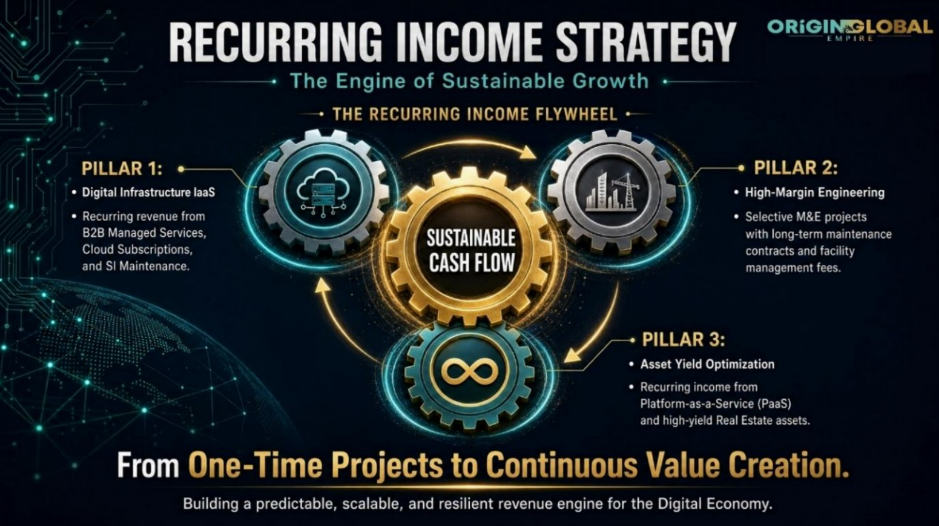 RECURRING INCOME STRATEGY
ORIGIN GLOBAL
EMPIRE
The Engine of Sustainable Growth
THE RECURRING INCOME FLYWHEEL
PILLAR 1:
• Digital Infrastructure IaaS
• Recurring revenue from
B2B Managed Services,
Cloud Subscriptions,
and SI Maintenance.
SUSTAINABLE
CASH FLOW
PILLAR 2:
• High-Margin Engineering
• Selective M&E projects
with long-term maintenance
contracts and facility
management fees.
PILLAR 3:
• Asset Yield Optimization
• Recurring income from
Platform-as-a-Service (PaaS)
and high-yield Real Estate assets.
From One-Time Projects to Continuous Value Creation.
Building a predictable, scalable, and resilient revenue engine for the Digital Economy.